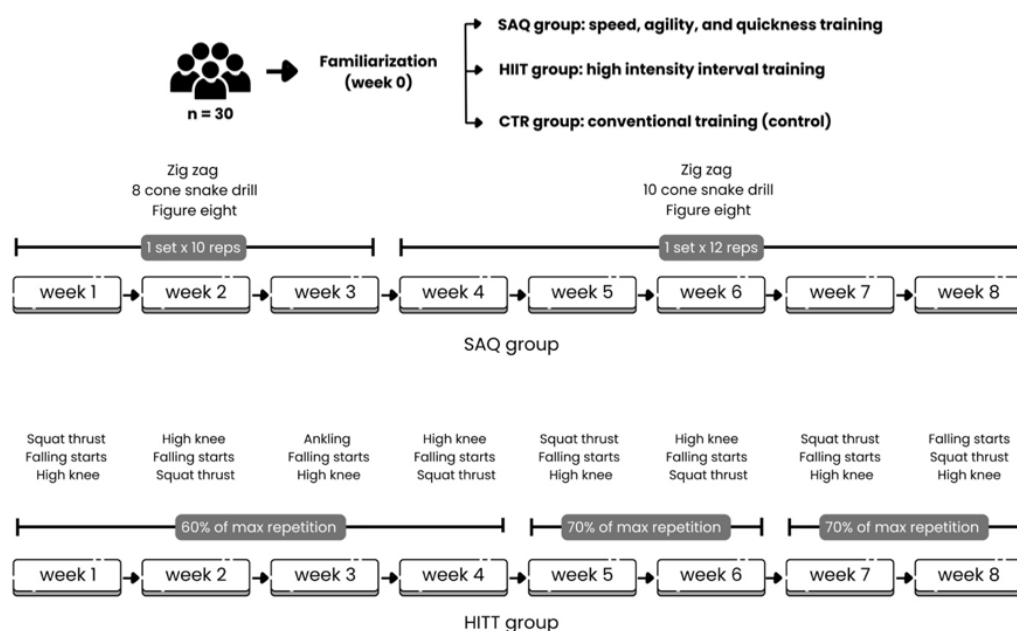 SAQ group: speed, agility, and quickness training
Familiarization
(week 0)
HIIT group: high intensity interval training
n = 30
CTR group: conventional training (control)
Zig zag
8 cone snake drill
Figure eight
Zig zag
10 cone snake drill
Figure eight
1 set x 10 reps
1 set x 12 reps
week 1
week 2
week 3
week 4
week 5
week 6
week 7
week 8
SAQ group
Squat thrust
Falling starts
High knee
High knee
Falling starts
Squat thrust
Ankling
Falling starts
High knee
High knee
Falling starts
Squat thrust
Squat thrust
Falling starts
High knee
High knee
Falling starts
Squat thrust
Squat thrust
Falling starts
High knee
Falling starts
Squat thrust
High knee
60% of max repetition
70% of max repetition
70% of max repetition
week 1
week 2
week 3
week 4
week 5
week 6
week 7
week 8
HITT group